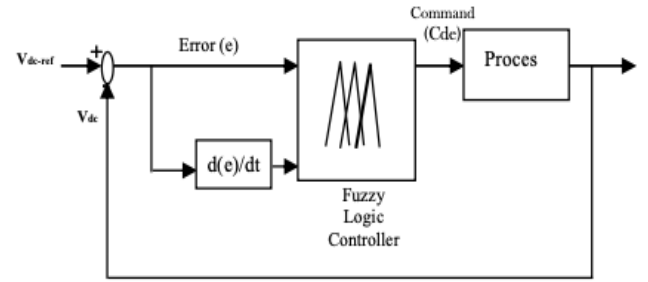 Command
(Cde)
+
Error (e)
Proces
Vdc-ref
Vdc
d(e)/dt
Fuzzy
Logic
Controller